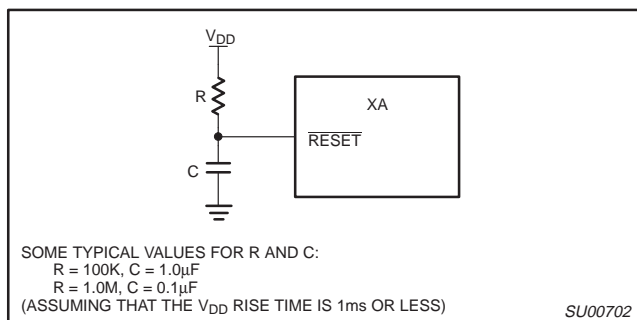 VDD
R
XA
RESET
C
SOME TYPICAL VALUES FOR R AND C:
R = 100K, C = 1.0µF
R = 1.0M, C = 0.1µF
(ASSUMING THAT THE VDD RISE TIME IS 1ms OR LESS)
SU00702